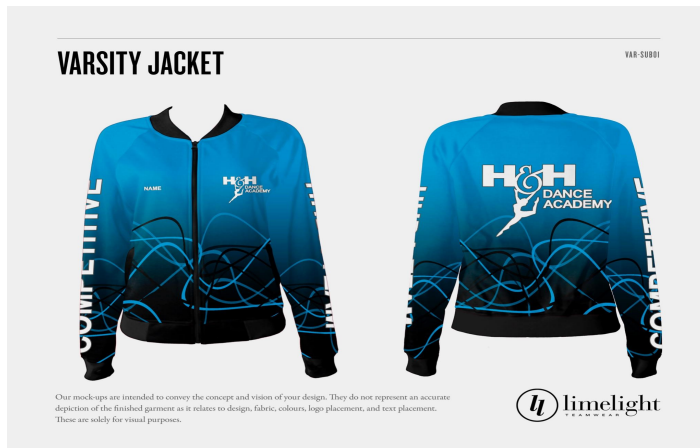 VARSITY JACKET
VAR-SUB01
COMPETITIVE
NAME
H&H
DANCE
ACADEMY
H&H
DANCE
ACADEMY
COMPETITIVE
Our mock-ups are intended to convey the concept and vision of your design. They do not represent an accurate
depiction of the finished garment as it relates to design, fabric, colours, logo placement, and text placement.
These are solely for visual purposes.
limelight
TEAMWEAR